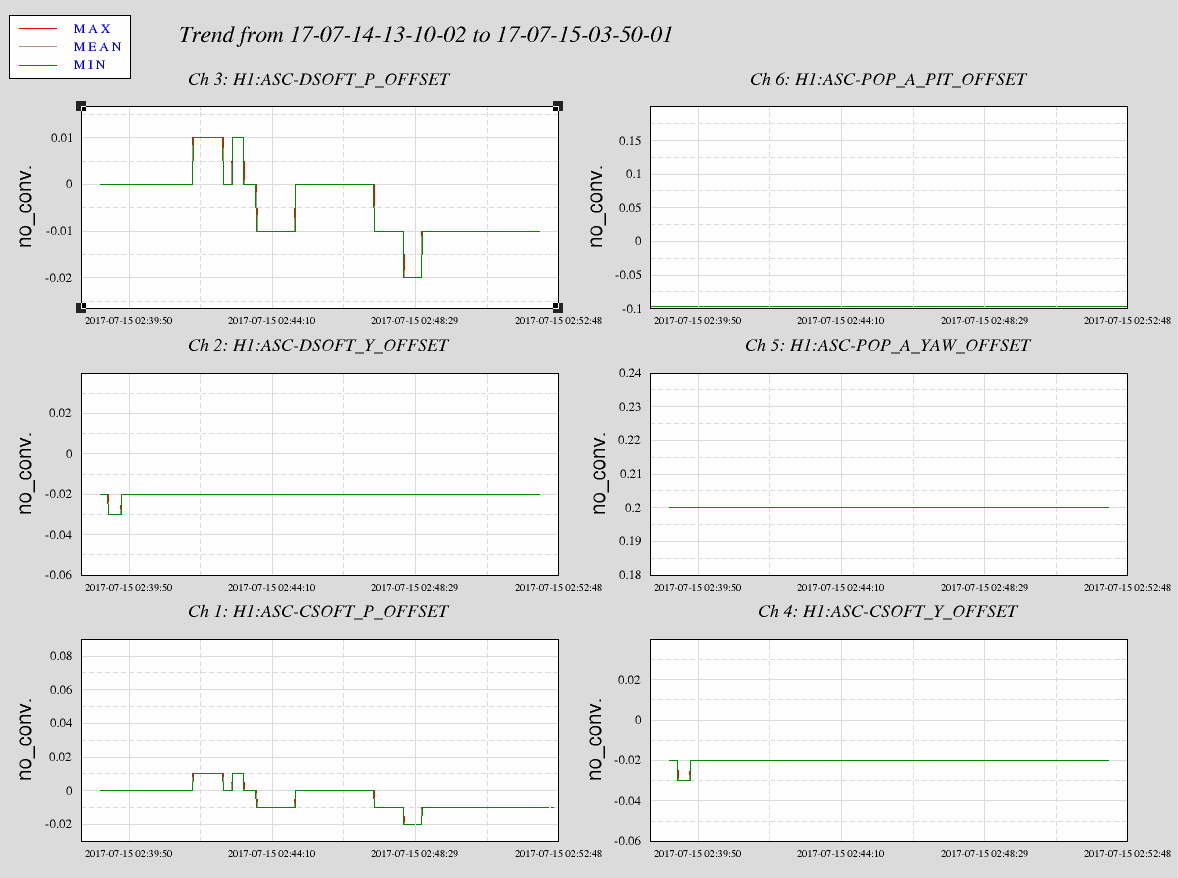 MAX
MEAN
MIN
Trend from 17-07-14-13-10-02 to 17-07-15-03-50-01
Ch 3: H1:ASC-DSOFT_P_OFFSET
no_conv.
0.01
0
-0.01
-0.02
2017-07-15 02:39:50 2017-07-15 02:44:10 2017-07-15 02:48:29 2017-07-15 02:52:48
Ch 6: H1:ASC-POP_A_PIT_OFFSET
no_conv.
0.15
0.1
0.05
0
-0.05
-0.1
2017-07-15 02:39:50 2017-07-15 02:44:10 2017-07-15 02:48:29 2017-07-15 02:52:48
Ch 2: H1:ASC-DSOFT_Y_OFFSET
no_conv.
0.02
0
-0.02
-0.04
-0.06
2017-07-15 02:39:50 2017-07-15 02:44:10 2017-07-15 02:48:29 2017-07-15 02:52:48
Ch 5: H1:ASC-POP_A_YAW_OFFSET
no_conv.
0.24
0.23
0.22
0.21
0.2
0.19
0.18
2017-07-15 02:39:50 2017-07-15 02:44:10 2017-07-15 02:48:29 2017-07-15 02:52:48
Ch 1: H1:ASC-CSOFT_P_OFFSET
no_conv.
0.08
0.06
0.04
0.02
0
-0.02
2017-07-15 02:39:50 2017-07-15 02:44:10 2017-07-15 02:48:29 2017-07-15 02:52:48
Ch 4: H1:ASC-CSOFT_Y_OFFSET
no_conv.
0.02
0
-0.02
-0.04
-0.06
2017-07-15 02:39:50 2017-07-15 02:44:10 2017-07-15 02:48:29 2017-07-15 02:52:48